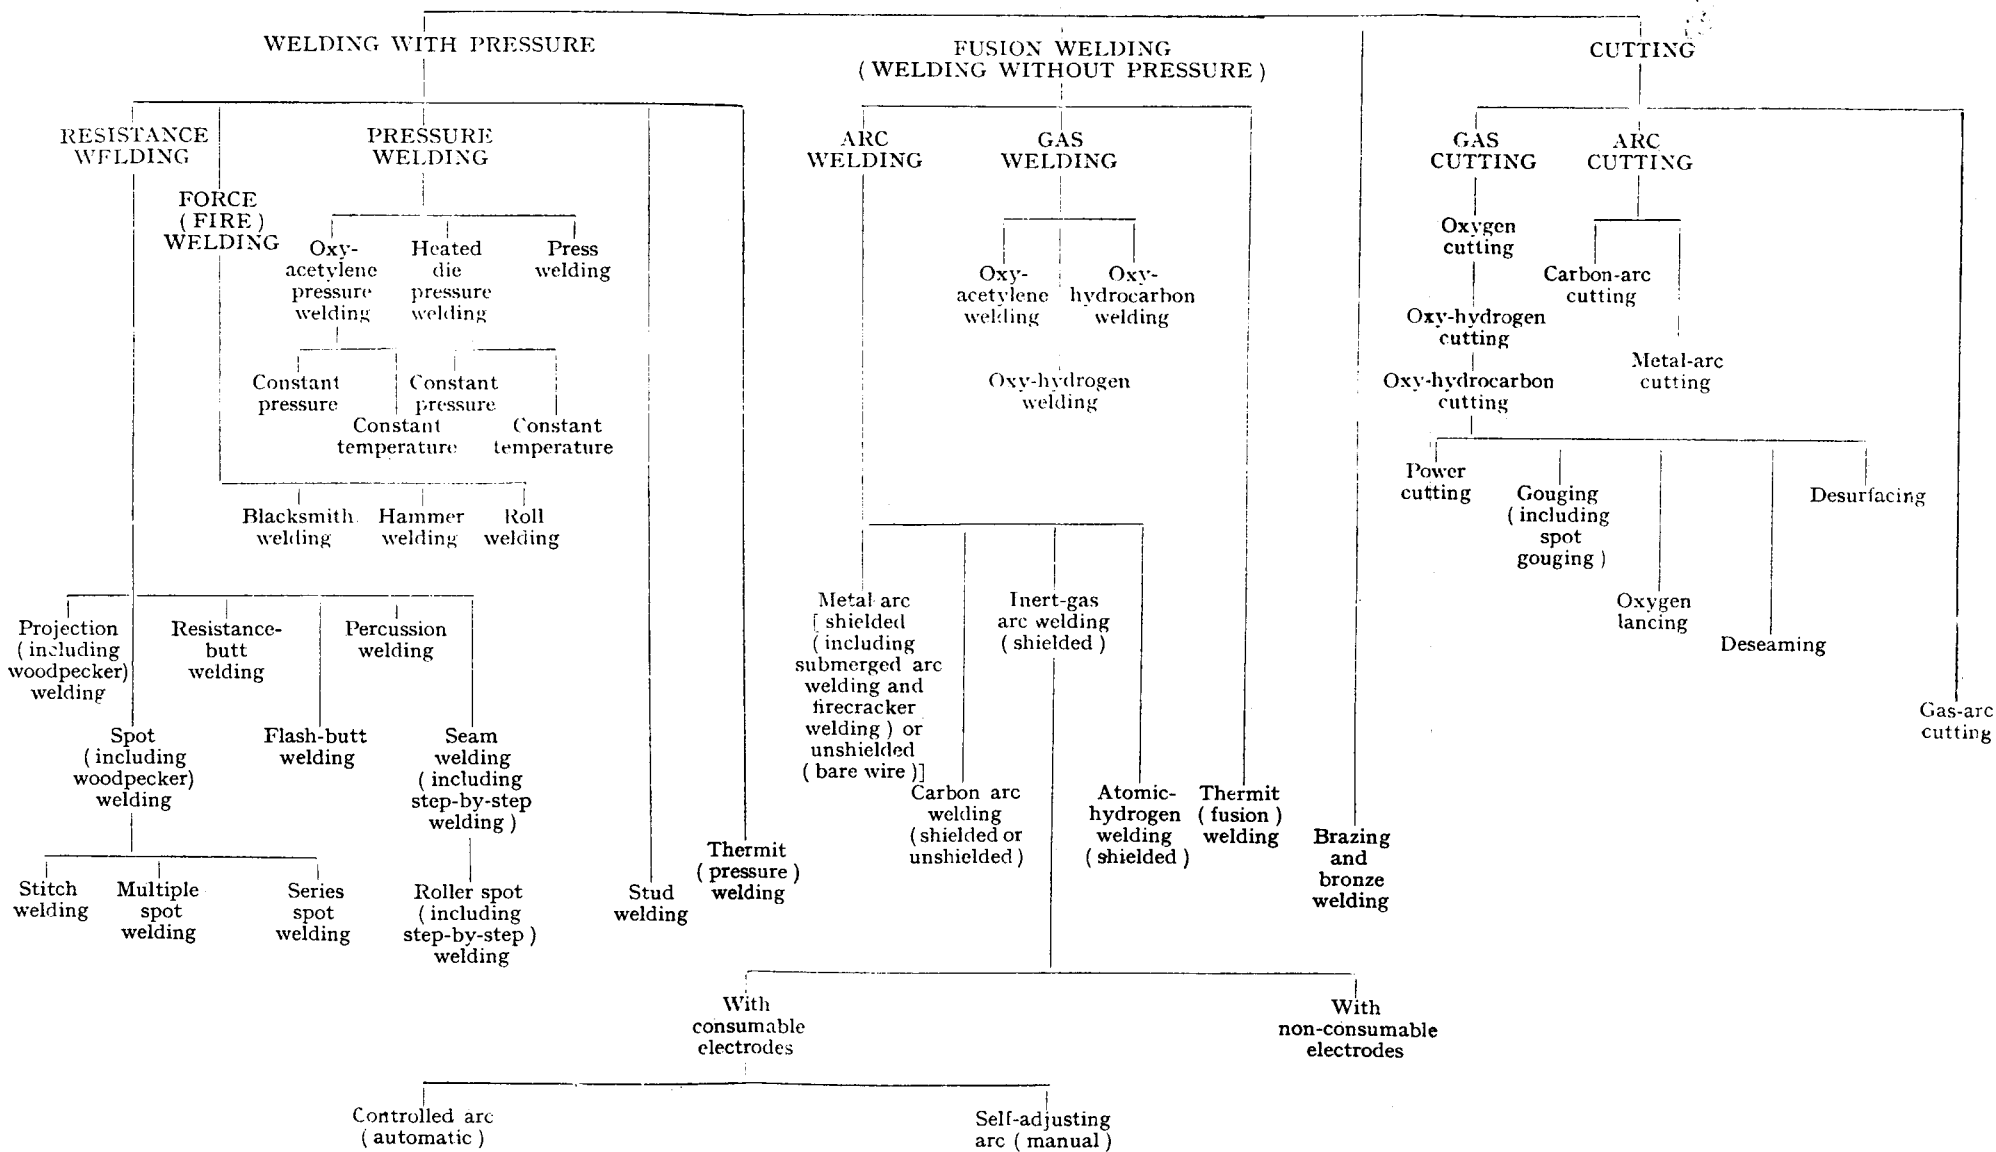 WELDING WITH PRESSURE
FUSION WELDING
( WELDING WITHOUT PRESSURE )
CUTTING
RESISTANCE
WELDING
FORCE
( FIRE )
WELDING
PRESSURE
WELDING
Oxy-
acetylene
pressure
welding
Heated
die
pressure
welding
Press
welding
Constant
pressure
Constant
temperature
Constant
pressure
Constant
temperature
Blacksmith
welding
Hammer
welding
Roll
welding
Projection
( including
woodpecker)
welding
Resistance-
butt
welding
Percussion
welding
Spot
( including
woodpecker)
welding
Flash-butt
welding
Seam
welding
( including
step-by-step
welding )
Stitch
welding
Multiple
spot
welding
Series
spot
welding
Roller spot
( including
step-by-step )
welding
Stud
welding
Thermit
( pressure )
welding
ARC
WELDING
GAS
WELDING
Oxy-
acetylene
welding
Oxy-
hydrocarbon
welding
Oxy-hydrogen
welding
Metal arc
[ shielded
( including
submerged arc
welding and
firecracker
welding ) or
unshielded
( bare wire )]
Carbon arc
welding
(shielded or
unshielded )
Inert-gas
arc welding
( shielded )
Atomic-
hydrogen
welding
( shielded )
Thermit
( fusion )
welding
Brazing
and
bronze
welding
With
consumable
electrodes
With
non-consumable
electrodes
Controlled arc
( automatic )
Self-adjusting
arc ( manual )
GAS
CUTTING
ARC
CUTTING
Oxygen
cutting
Oxy-hydrogen
cutting
Oxy-hydrocarbon
cutting
Carbon-arc
cutting
Metal-arc
cutting
Power
cutting
Gouging
( including
spot
gouging )
Oxygen
lancing
Deseaming
Desurfacing
Gas-arc
cutting